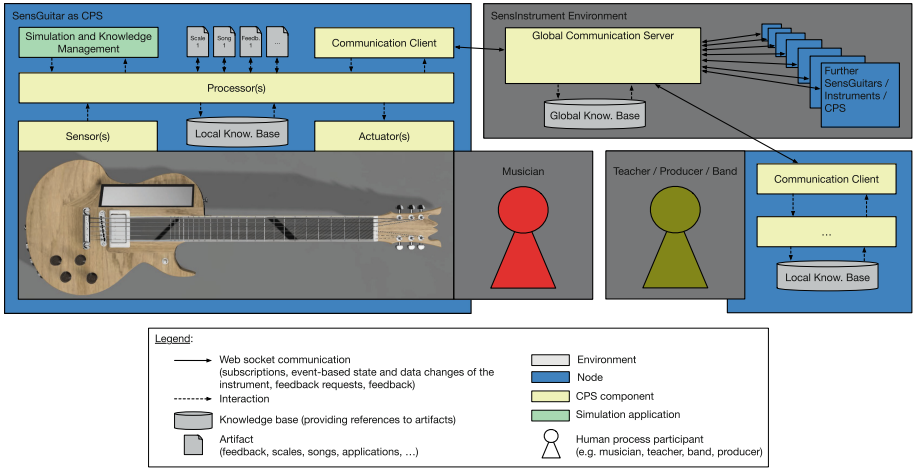 SensGuitar as CPS
Simulation and Knowledge
Management
Scale
1
Song
1
Feedb.
1
...
Communication Client
Processor(s)
Sensor(s)
Local Know. Base
Actuator(s)
SensInstrument Environment
Global Communication Server
Global Know. Base
Further
SensGuitars /
Instruments /
CPS
Musician
Teacher / Producer / Band
Communication Client
...
Local Know. Base
Legend:
Web socket communication
(subscriptions, event-based state and data changes of the
instrument, feedback requests, feedback)
Interaction
Knowledge base (providing references to artifacts)
Artifact
(feedback, scales, songs, applications, ...)
Environment
Node
CPS component
Simulation application
Human process participant
(e.g. musician, teacher, band, producer)